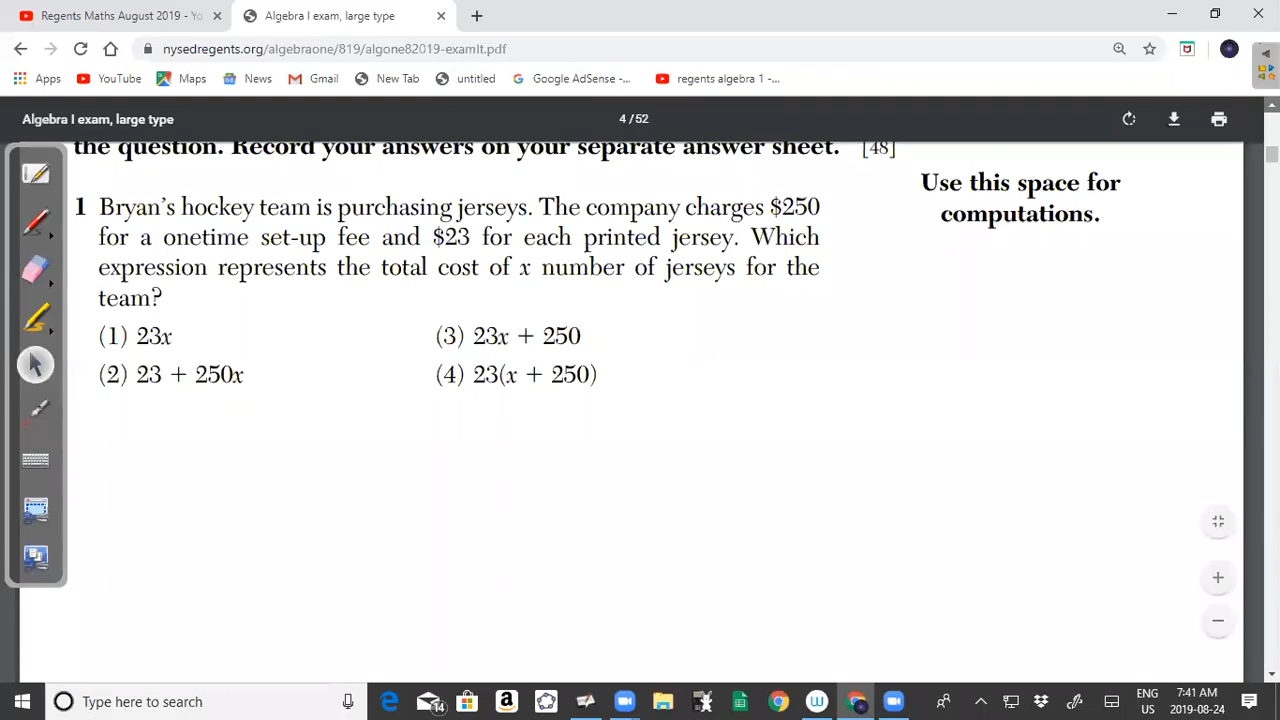 Regents Maths August 2019 - Yo
Algebra I exam, large type
nysedregents.org/algebraone/819/algone82019-examlt.pdf
Apps YouTube Maps News Gmail New Tab untitled Google AdSense -... regents algebra 1 -...
Algebra I exam, large type 4 / 52
the question. Record your answers on your separate answer sheet. [48]
Use this space for
computations.
1 Bryan's hockey team is purchasing jerseys. The company charges $250
for a onetime set-up fee and $23 for each printed jersey. Which
expression represents the total cost of x number of jerseys for the
team?
(1) 23x (3) 23x + 250
(2) 23 + 250x (4) 23(x + 250)
Type here to search
14
ENG
US
7:41 AM
2019-08-24